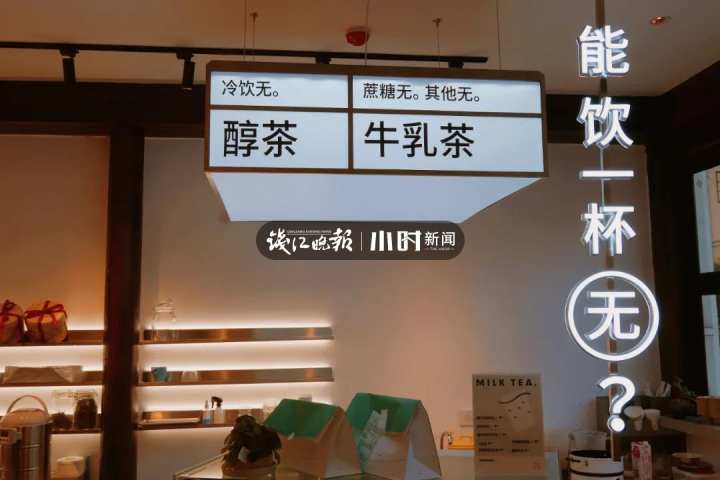 冷饮无。
蔗糖无。其他无。
醇茶
牛乳茶
能饮一杯无？
钱江晚报 小时新闻
MILK TEA.